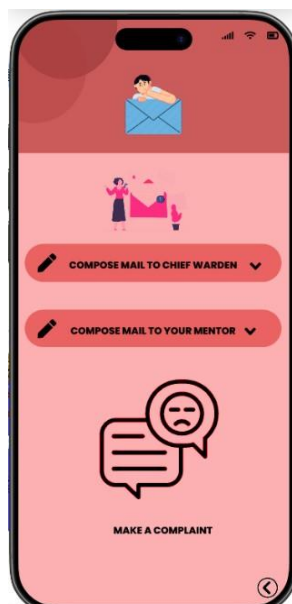 COMPOSE MAIL TO CHIEF WARDEN
COMPOSE MAIL TO YOUR MENTOR
MAKE A COMPLAINT